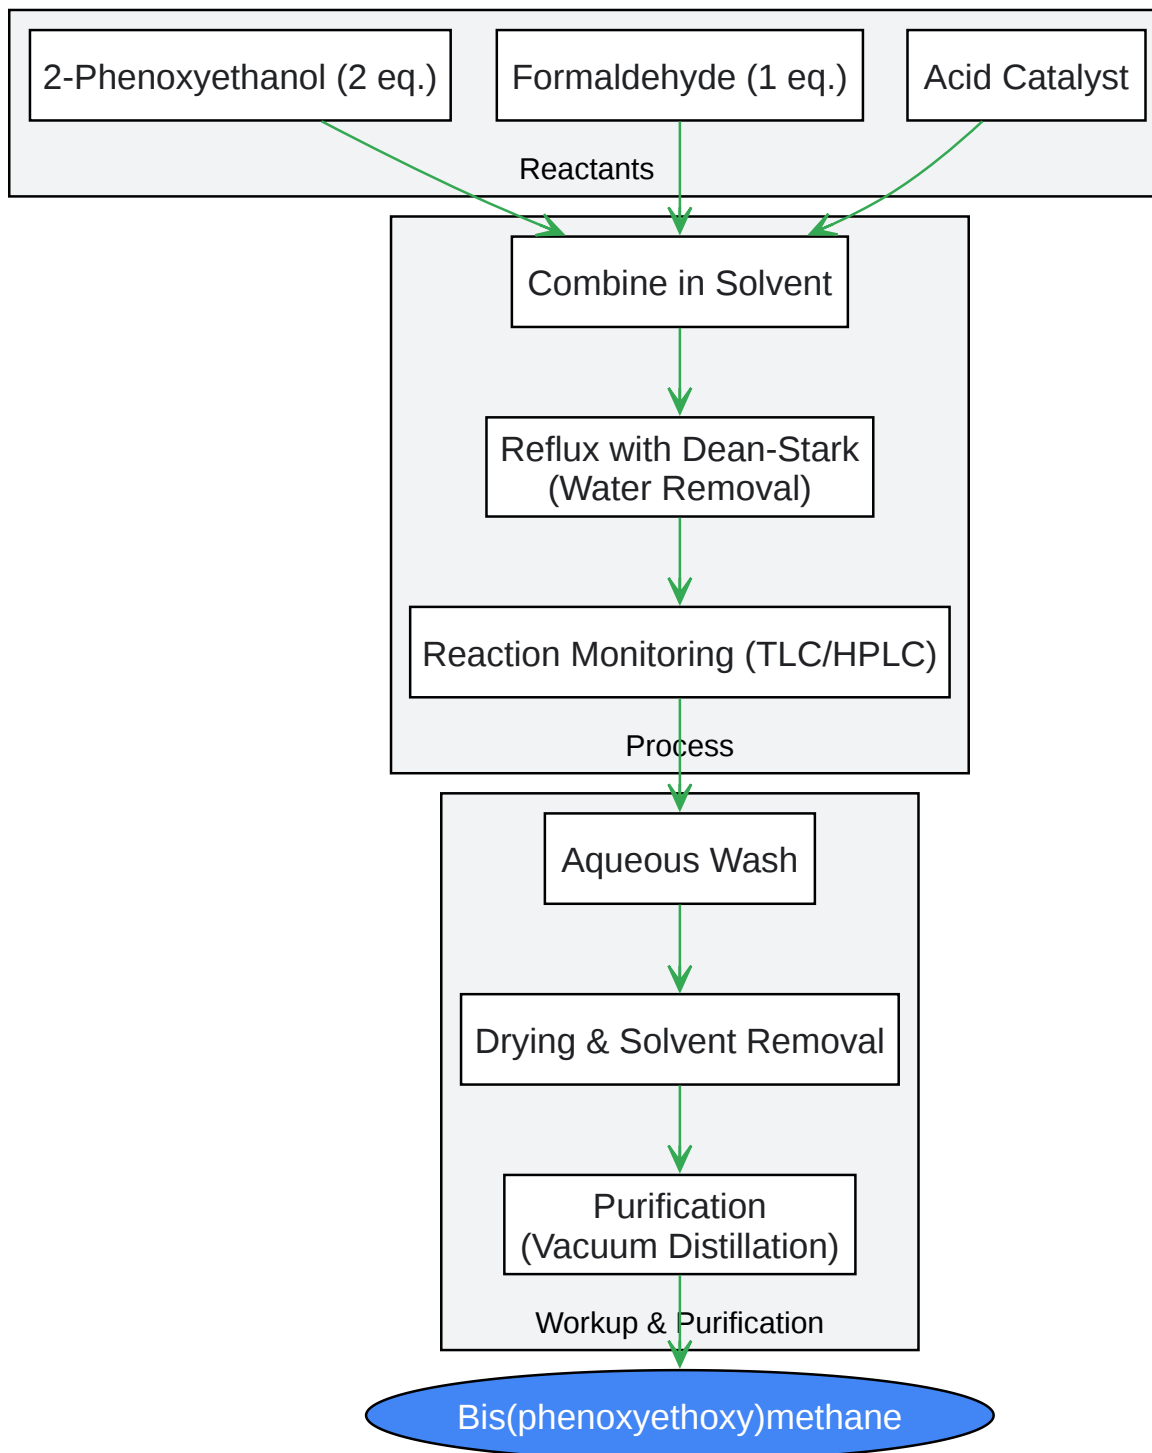 2-Phenoxyethanol (2 eq.)
Formaldehyde (1 eq.)
Acid Catalyst
Reactants
Combine in Solvent
Reflux with Dean-Stark
(Water Removal)
Reaction Monitoring (TLC/HPLC)
Process
Aqueous Wash
Drying & Solvent Removal
Purification
(Vacuum Distillation)
Workup & Purification
Bis(phenoxyethoxy)methane